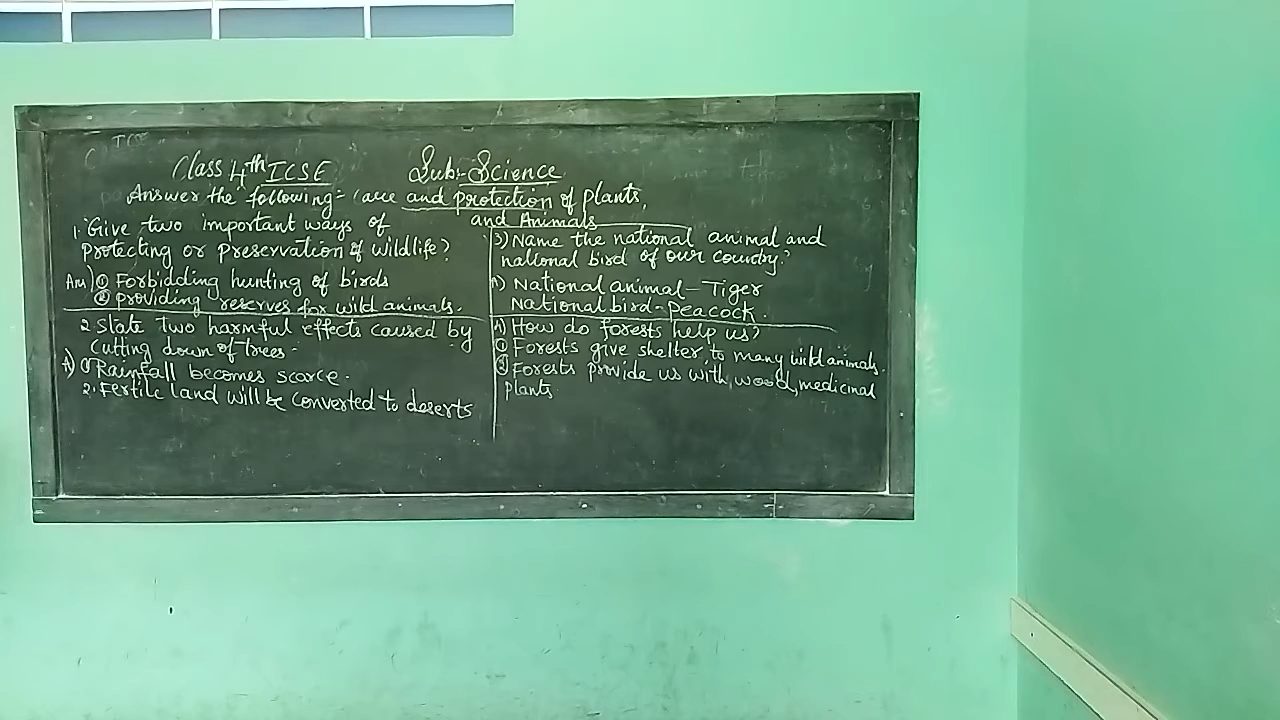 Class 4th ICSE Sub:- Science
Answer the following - Care and protection of plants,
and Animals
1. Give two important ways of
Protecting or Preservation of wildlife?
Ans) ① Forbidding hunting of birds
② providing reserves for wild animals.
2. State two harmful effects caused by
cutting down of trees.
A) ① Rainfall becomes scarce.
2. Fertile land will be converted to deserts
3) Name the national animal and
national bird of our country?
A) National animal - Tiger
National bird - peacock.
4) How do forests help us?
① Forests give shelter to many wild animals.
② Forests provide us with, wood, medicinal
plants